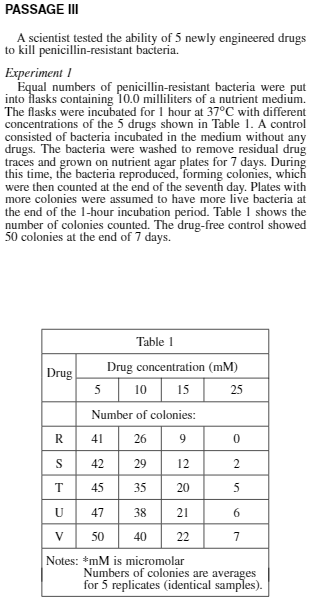 PASSAGE III
A scientist tested the ability of 5 newly engineered drugs
to kill penicillin-resistant bacteria.
Experiment 1
Equal numbers of penicillin-resistant bacteria were put
into flasks containing 10.0 milliliters of a nutrient medium.
The flasks were incubated for 1 hour at 37°C with different
concentrations of the 5 drugs shown in Table 1. A control
consisted of bacteria incubated in the medium without any
drugs. The bacteria were washed to remove residual drug
traces and grown on nutrient agar plates for 7 days. During
this time, the bacteria reproduced, forming colonies, which
were then counted at the end of the seventh day. Plates with
more colonies were assumed to have more live bacteria at
the end of the 1-hour incubation period. Table 1 shows the
number of colonies counted. The drug-free control showed
50 colonies at the end of 7 days.
Table 1
Drug Drug concentration (mM)
5 10 15 25
Number of colonies:
R 41 26 9 0
S 42 29 12 2
T 45 35 20 5
U 47 38 21 6
V 50 40 22 7
Notes: *mM is micromolar
Numbers of colonies are averages
for 5 replicates (identical samples).